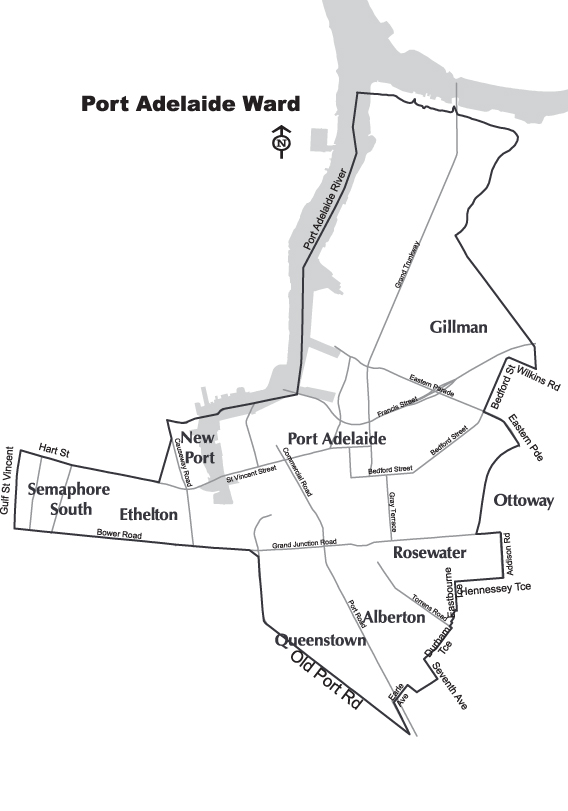 Port Adelaide Ward
N
Port Adelaide River
Grand Trunkway
Gillman
Bedford St
Wilkins Rd
Eastern Parade
Francis Street
Eastern Pde
New
Port
Causeway Road
Port Adelaide
Bedford Street
Hart St
Gulf St Vincent
St Vincent Street
Commercial Road
Bedford Street
Semaphore
South
Ethelton
Gray Terrace
Ottoway
Bower Road
Grand Junction Road
Rosewater
Addison Rd
Eastbourne
Tce
Hennessey Tce
Torrens Road
Port Road
Alberton
Queenstown
Durham
Tce
Old Port Rd
Seventh Ave
Earle
Ave